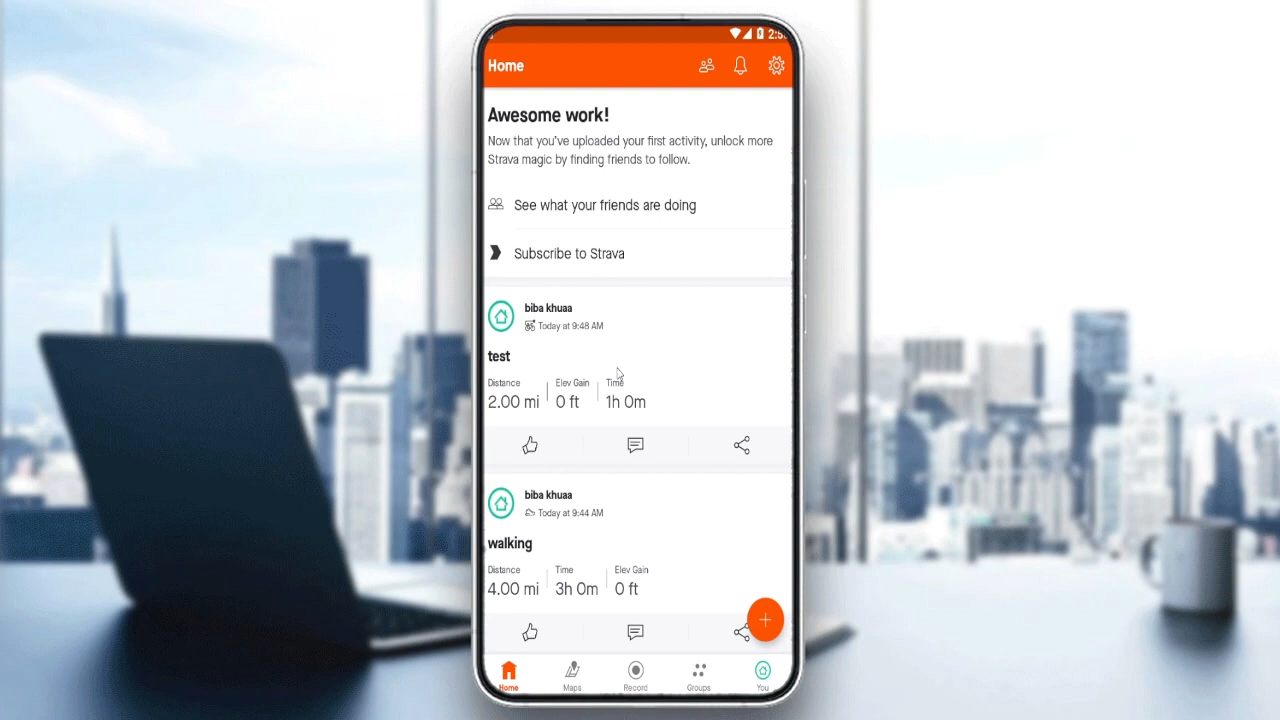 2:5
Home
Awesome work!
Now that you've uploaded your first activity, unlock more
Strava magic by finding friends to follow.
See what your friends are doing
Subscribe to Strava
biba khuaa
Today at 9:48 AM
test
Distance Elev Gain Time
2.00 mi 0 ft 1h 0m
biba khuaa
Today at 9:44 AM
walking
Distance Time Elev Gain
4.00 mi 3h 0m 0 ft
Home Maps Record Groups You